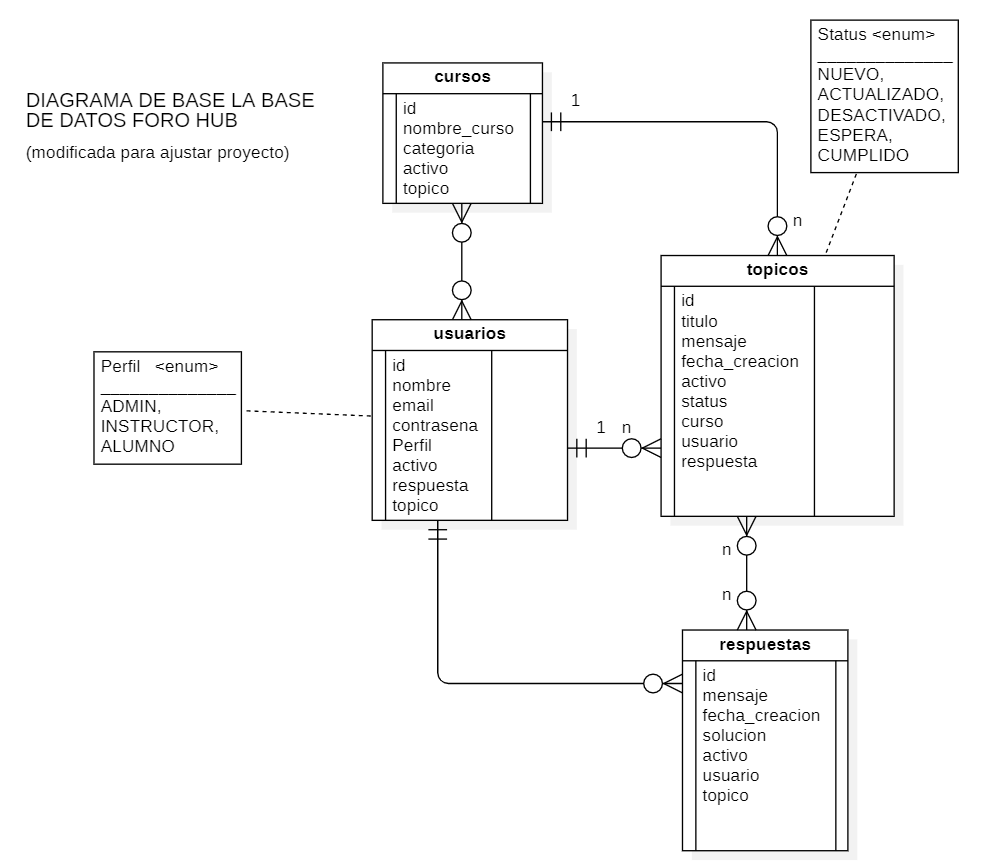 DIAGRAMA DE BASE LA BASE
DE DATOS FORO HUB
(modificada para ajustar proyecto)
cursos
id
nombre_curso
categoria
activo
topico
1
n
Status <enum>
_______________
NUEVO,
ACTUALIZADO,
DESACTIVADO,
ESPERA,
CUMPLIDO
topicos
id
titulo
mensaje
fecha_creacion
activo
status
curso
usuario
respuesta
usuarios
id
nombre
email
contrasena
Perfil
activo
respuesta
topico
Perfil <enum>
_______________
ADMIN,
INSTRUCTOR,
ALUMNO
1 n
n
n
respuestas
id
mensaje
fecha_creacion
solucion
activo
usuario
topico